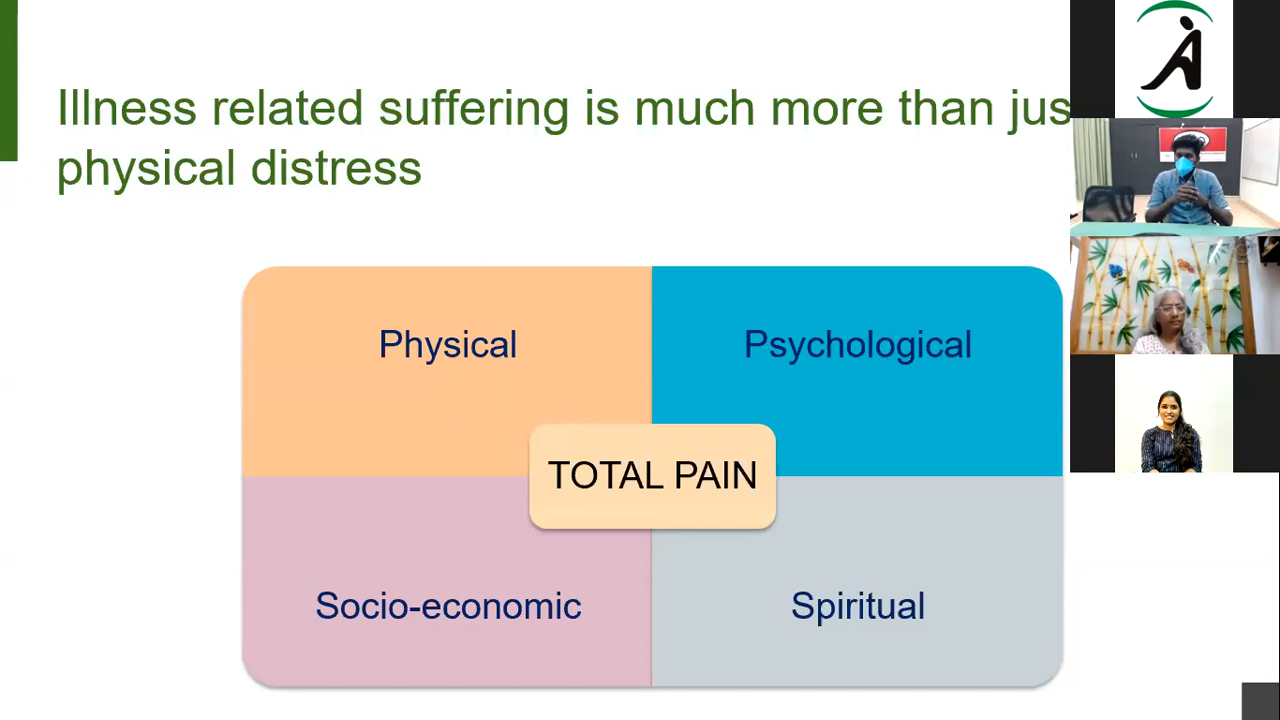 Illness related suffering is much more than jus
physical distress
Physical
Psychological
TOTAL PAIN
Socio-economic
Spiritual